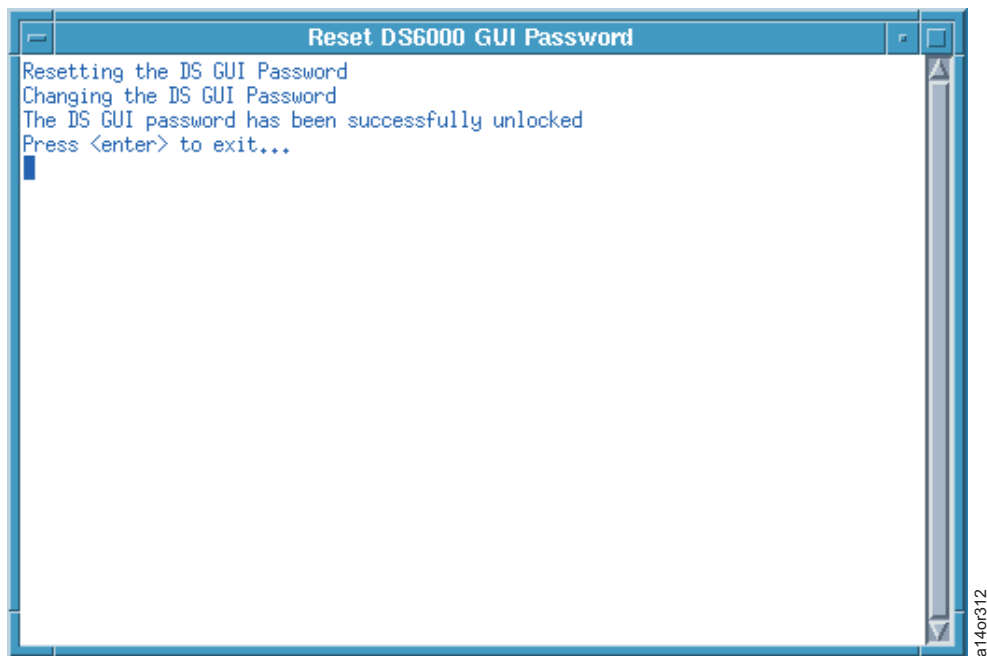 Reset DS6000 GUI Password
Resetting the DS GUI Password
Changing the DS GUI Password
The DS GUI password has been successfully unlocked
Press <enter> to exit...
a14or312